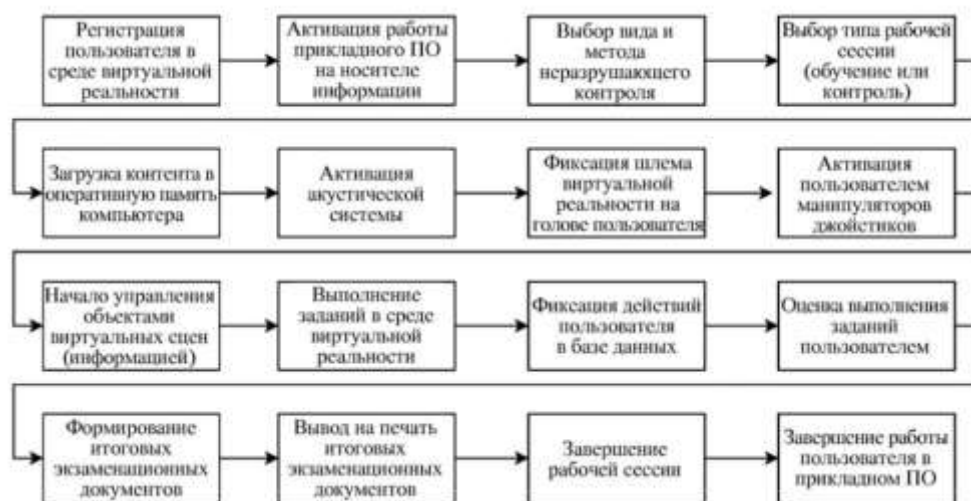 Регистрация
пользователя в
среде виртуальной
реальности
Активация работы
прикладного ПО
на носителе
информации
Выбор вида и
метода
неразрушающего
контроля
Выбор типа рабочей
сессии
(обучение или
контроль)
Загрузка контента в
оперативную память
компьютера
Активация
акустической
системы
Фиксация шлема
виртуальной
реальности на
голове пользователя
Активация
пользователем
манипуляторов
джойстиков
Начало управления
объектами
виртуальных сцен
(информацией)
Выполнение
заданий в среде
виртуальной
реальности
Фиксация действий
пользователя
в базе данных
Оценка выполнения
заданий
пользователем
Формирование
итоговых
экзаменационных
документов
Вывод на печать
итоговых
экзаменационных
документов
Завершение
рабочей сессии
Завершение работы
пользователя в
прикладном ПО